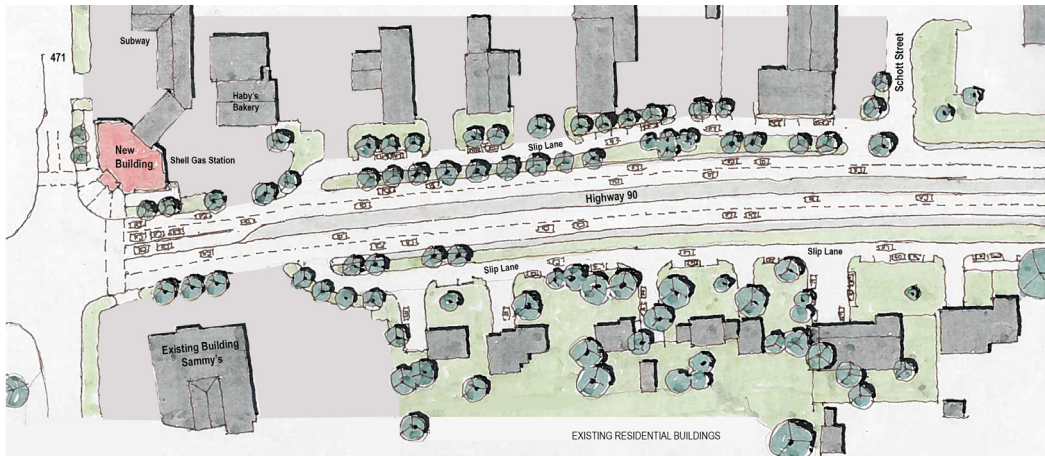 Subway
471
Schott Street
Haby's
Bakery
New
Building
Shell Gas Station
Slip Lane
Highway 90
Slip Lane
Slip Lane
Existing Building
Sammy's
EXISTING RESIDENTIAL BUILDINGS